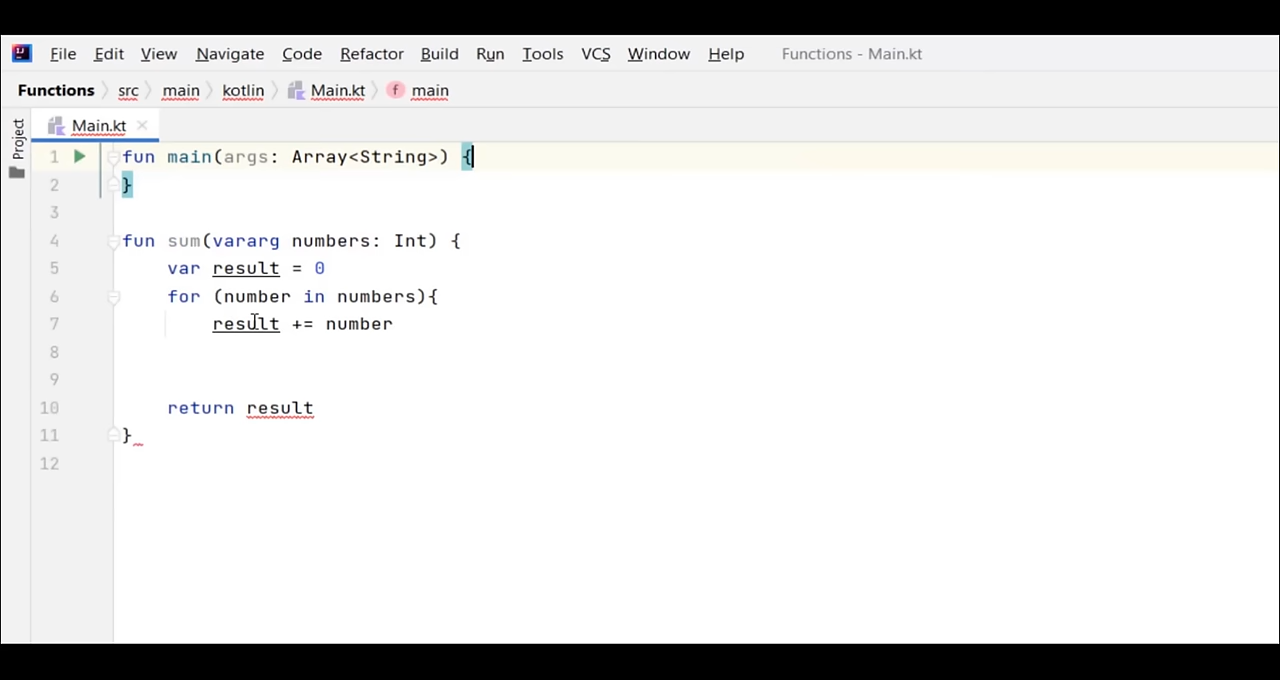 File Edit View Navigate Code Refactor Build Run Tools VCS Window Help Functions - Main.kt
Functions src main kotlin Main.kt f main
Project
Main.kt
1 fun main(args: Array<String>) {
2 }
3
4 fun sum(vararg numbers: Int) {
5 var result = 0
6 for (number in numbers){
7 result += number
8
9
10 return result
11 }
12